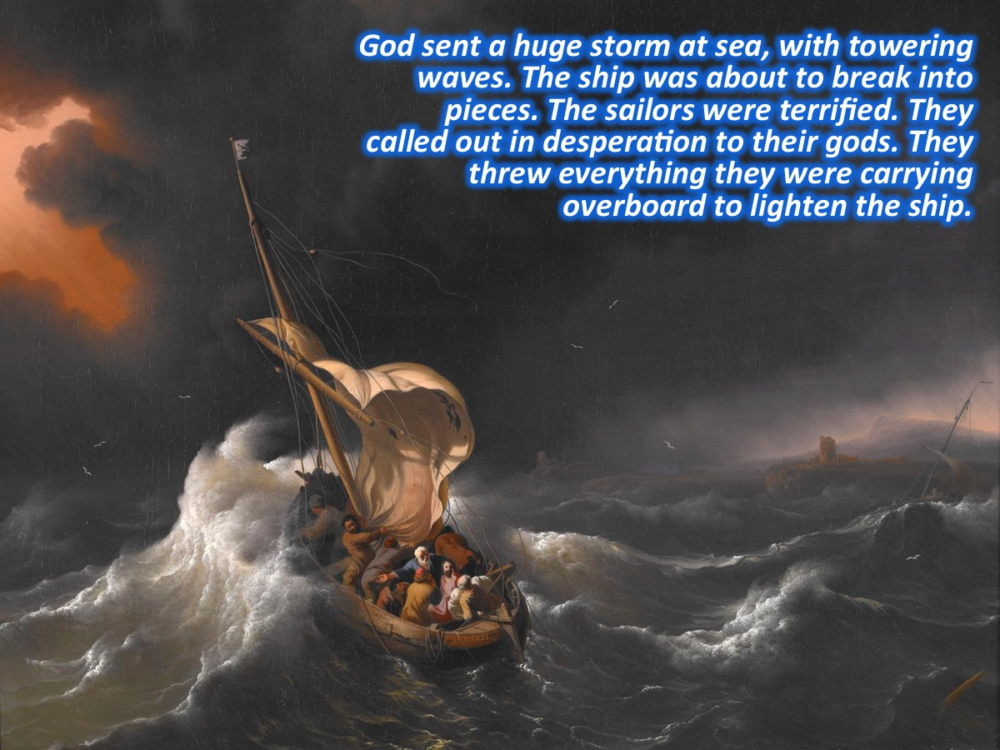 God sent a huge storm at sea, with towering
waves. The ship was about to break into
pieces. The sailors were terrified. They
called out in desperation to their gods. They
threw everything they were carrying
overboard to lighten the ship.